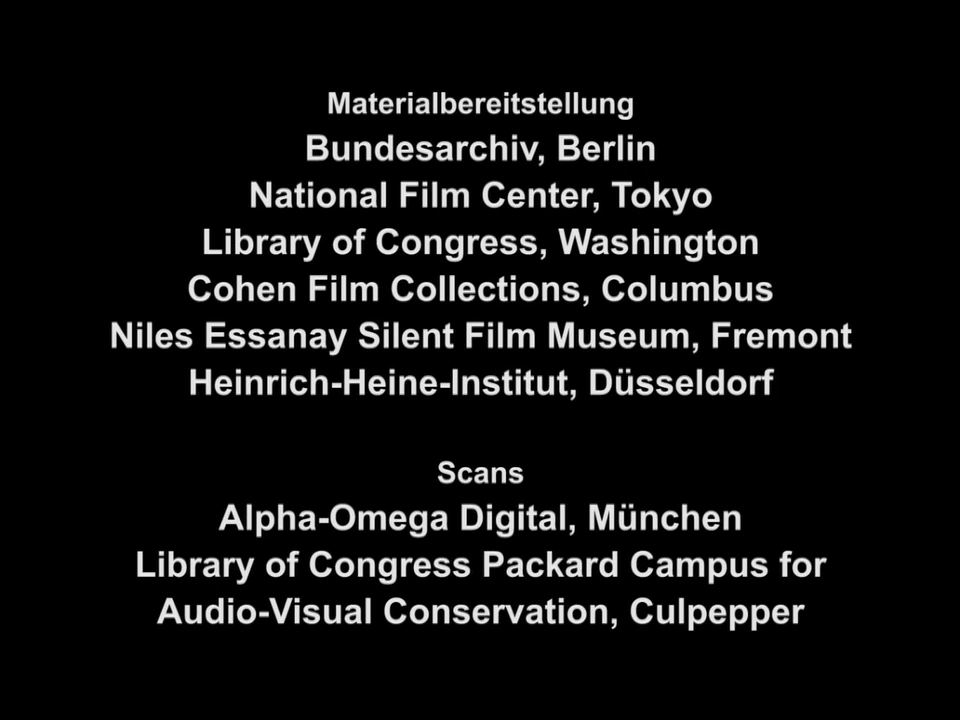 Materialbereitstellung
Bundesarchiv, Berlin
National Film Center, Tokyo
Library of Congress, Washington
Cohen Film Collections, Columbus
Niles Essanay Silent Film Museum, Fremont
Heinrich-Heine-Institut, Düsseldorf
Scans
Alpha-Omega Digital, München
Library of Congress Packard Campus for
Audio-Visual Conservation, Culpepper